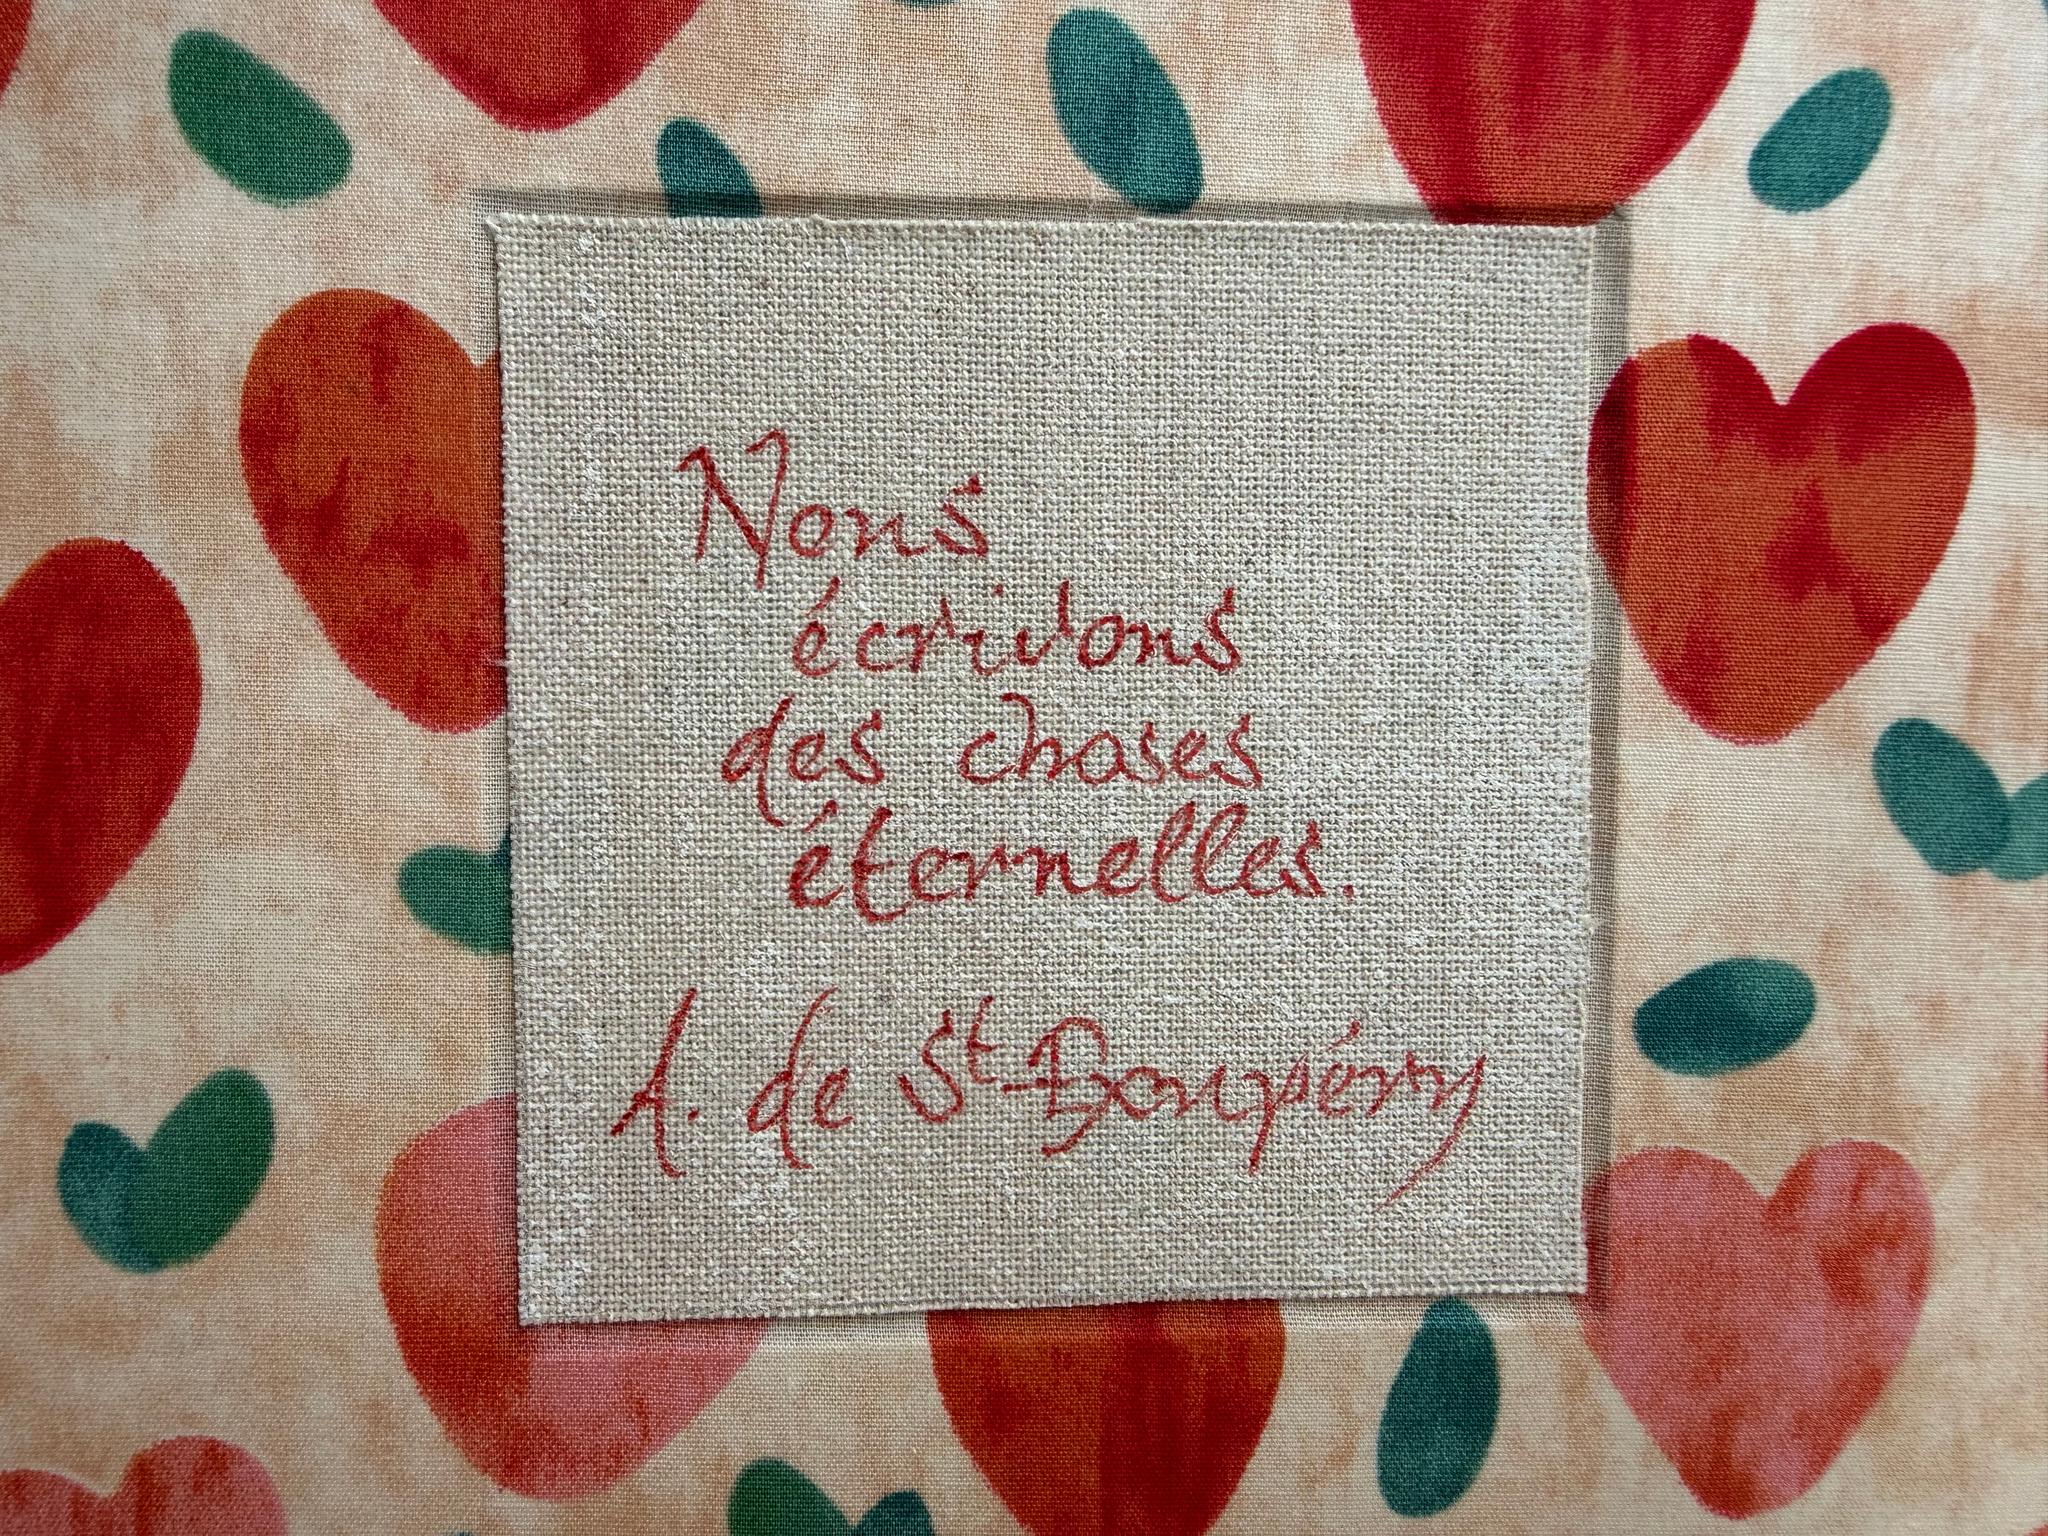 Nous
écrivons
des choses
éternelles.
A. de St-Exupéry